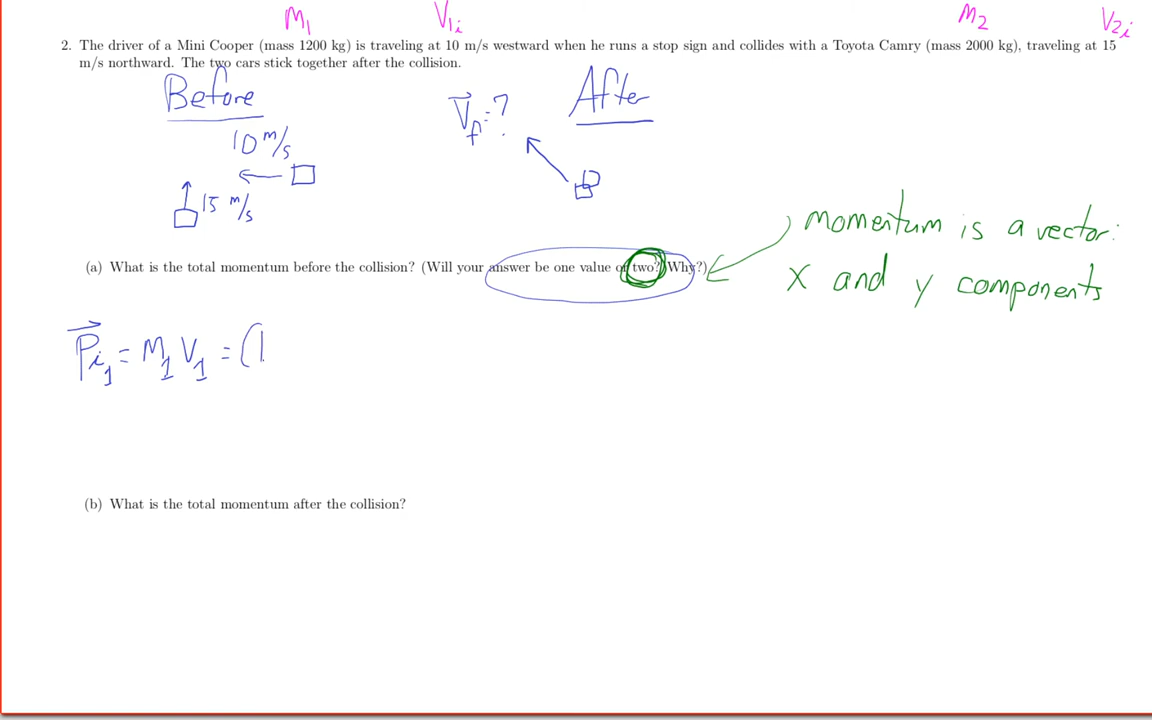 M1 V1i M2 V2i
2. The driver of a Mini Cooper (mass 1200 kg) is traveling at 10 m/s westward when he runs a stop sign and collides with a Toyota Camry (mass 2000 kg), traveling at 15
m/s northward. The two cars stick together after the collision.
Before
After
Vf = ?
10 m/s
15 m/s
momentum is a vector:
x and y components
(a) What is the total momentum before the collision? (Will your answer be one value or two? Why?)
Pi1 = M1 V1 = (1
(b) What is the total momentum after the collision?